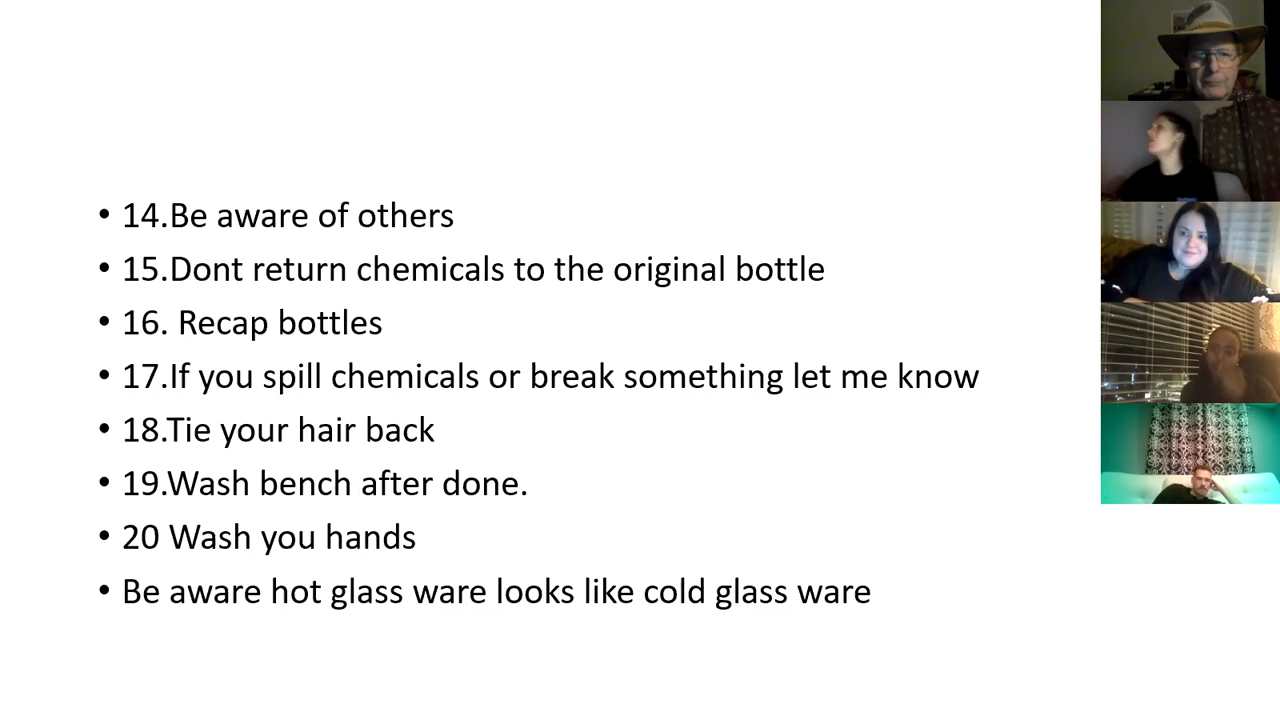 • 14.Be aware of others
• 15.Dont return chemicals to the original bottle
• 16. Recap bottles
• 17.If you spill chemicals or break something let me know
• 18.Tie your hair back
• 19.Wash bench after done.
• 20 Wash you hands
• Be aware hot glass ware looks like cold glass ware